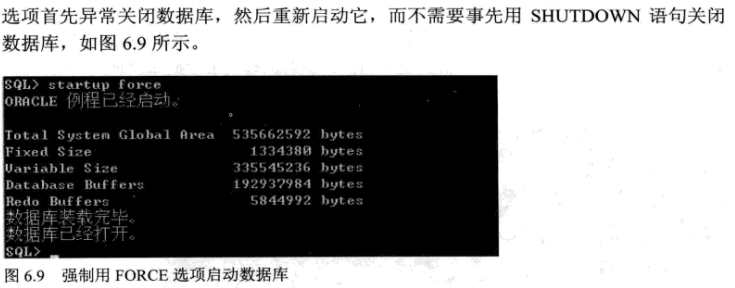 选项首先异常关闭数据库，然后重新启动它，而不需要事先用 SHUTDOWN 语句关闭
数据库，如图 6.9 所示。
SQL> startup force
ORACLE 例程已经启动。
Total System Global Area 535662592 bytes
Fixed Size 1334380 bytes
Variable Size 335545236 bytes
Database Buffers 192937984 bytes
Redo Buffers 5844992 bytes
数据库装载完毕。
数据库已经打开。
SQL> _
图 6.9 强制用 FORCE 选项启动数据库